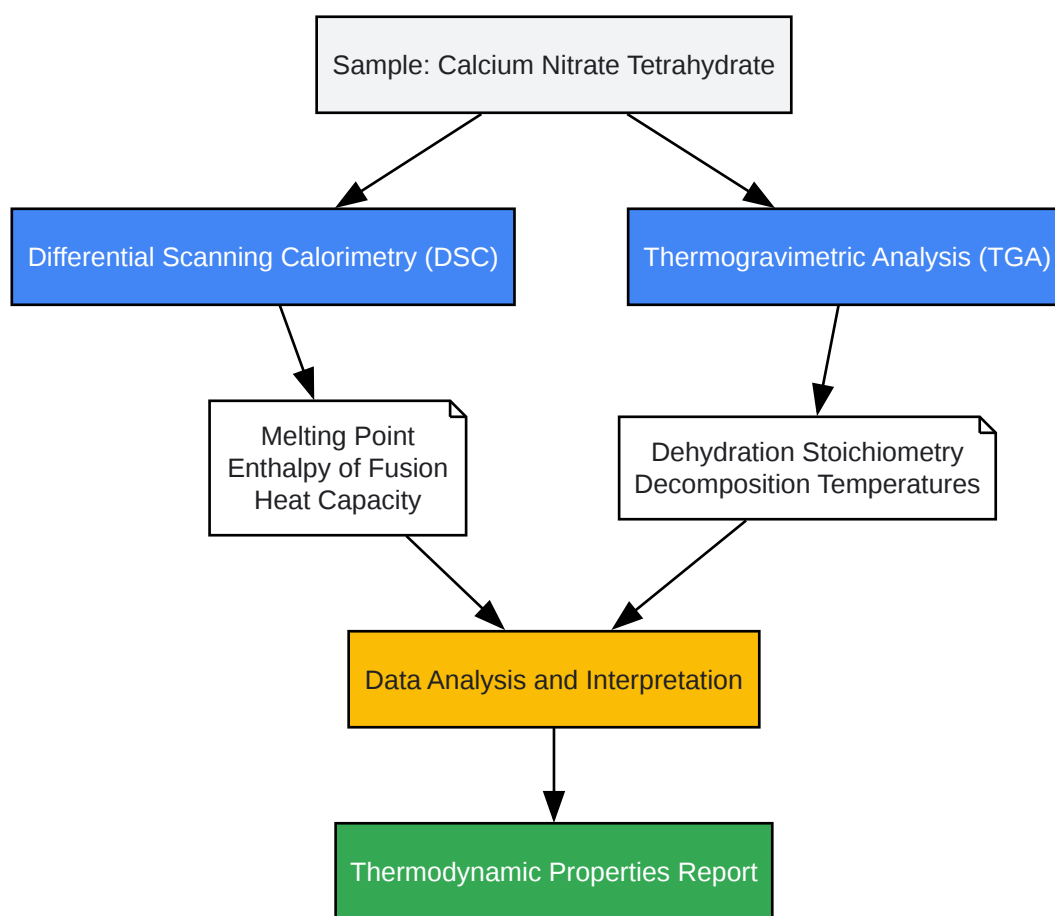 Sample: Calcium Nitrate Tetrahydrate
Differential Scanning Calorimetry (DSC)
Thermogravimetric Analysis (TGA)
Melting Point
Enthalpy of Fusion
Heat Capacity
Dehydration Stoichiometry
Decomposition Temperatures
Data Analysis and Interpretation
Thermodynamic Properties Report